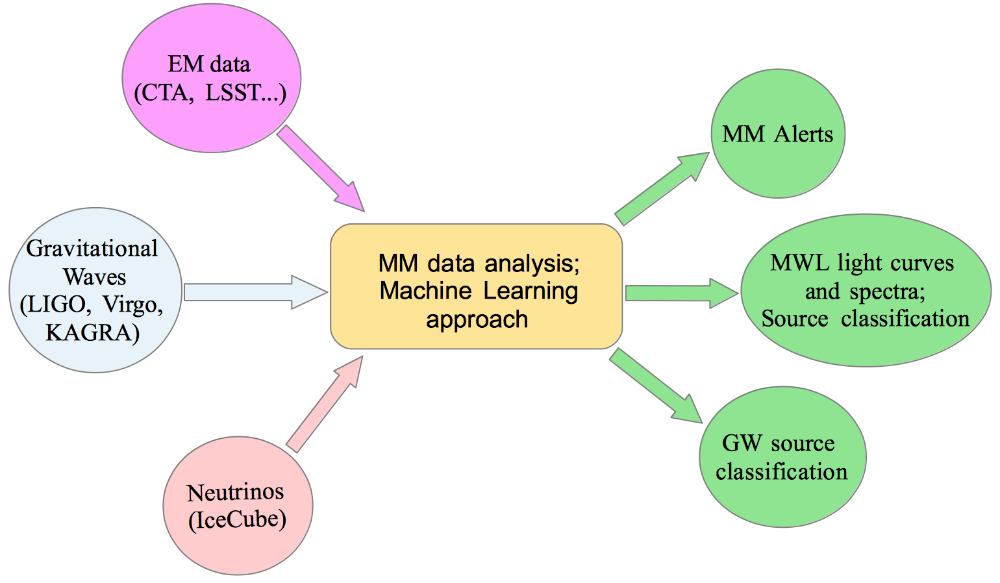 EM data
(CTA, LSST...)
Gravitational
Waves
(LIGO, Virgo,
KAGRA)
Neutrinos
(IceCube)
MM data analysis;
Machine Learning
approach
MM Alerts
MWL light curves
and spectra;
Source classification
GW source
classification